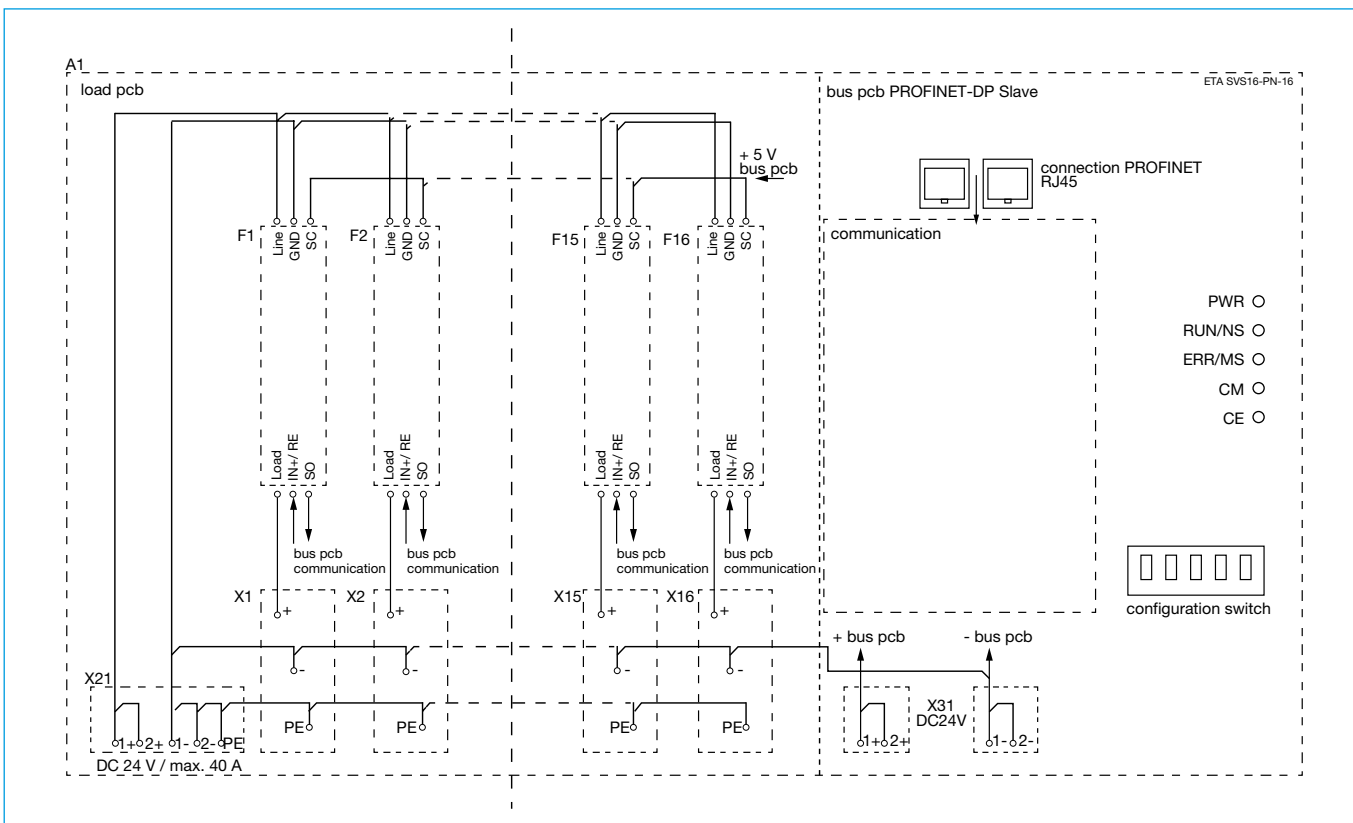 A1
load pcb
bus pcb PROFINET-DP Slave
ETA SVS16-PN-16
+ 5 V
bus pcb
connection PROFINET
RJ45
F1
Line
GND
SC
F2
Line
GND
SC
F15
Line
GND
SC
F16
Line
GND
SC
communication
PWR
RUN/NS
ERR/MS
CM
CE
Load
IN+/ RE
SO
Load
IN+/ RE
SO
Load
IN+/ RE
SO
Load
IN+/ RE
SO
bus pcb
communication
bus pcb
communication
bus pcb
communication
bus pcb
communication
configuration switch
X1
+
X2
+
X15
+
X16
+
+ bus pcb
- bus pcb
-
-
-
-
X21
PE
PE
PE
PE
X31
DC24V
1+ 2+ 1- 2- PE
1+ 2+
1- 2-
DC 24 V / max. 40 A